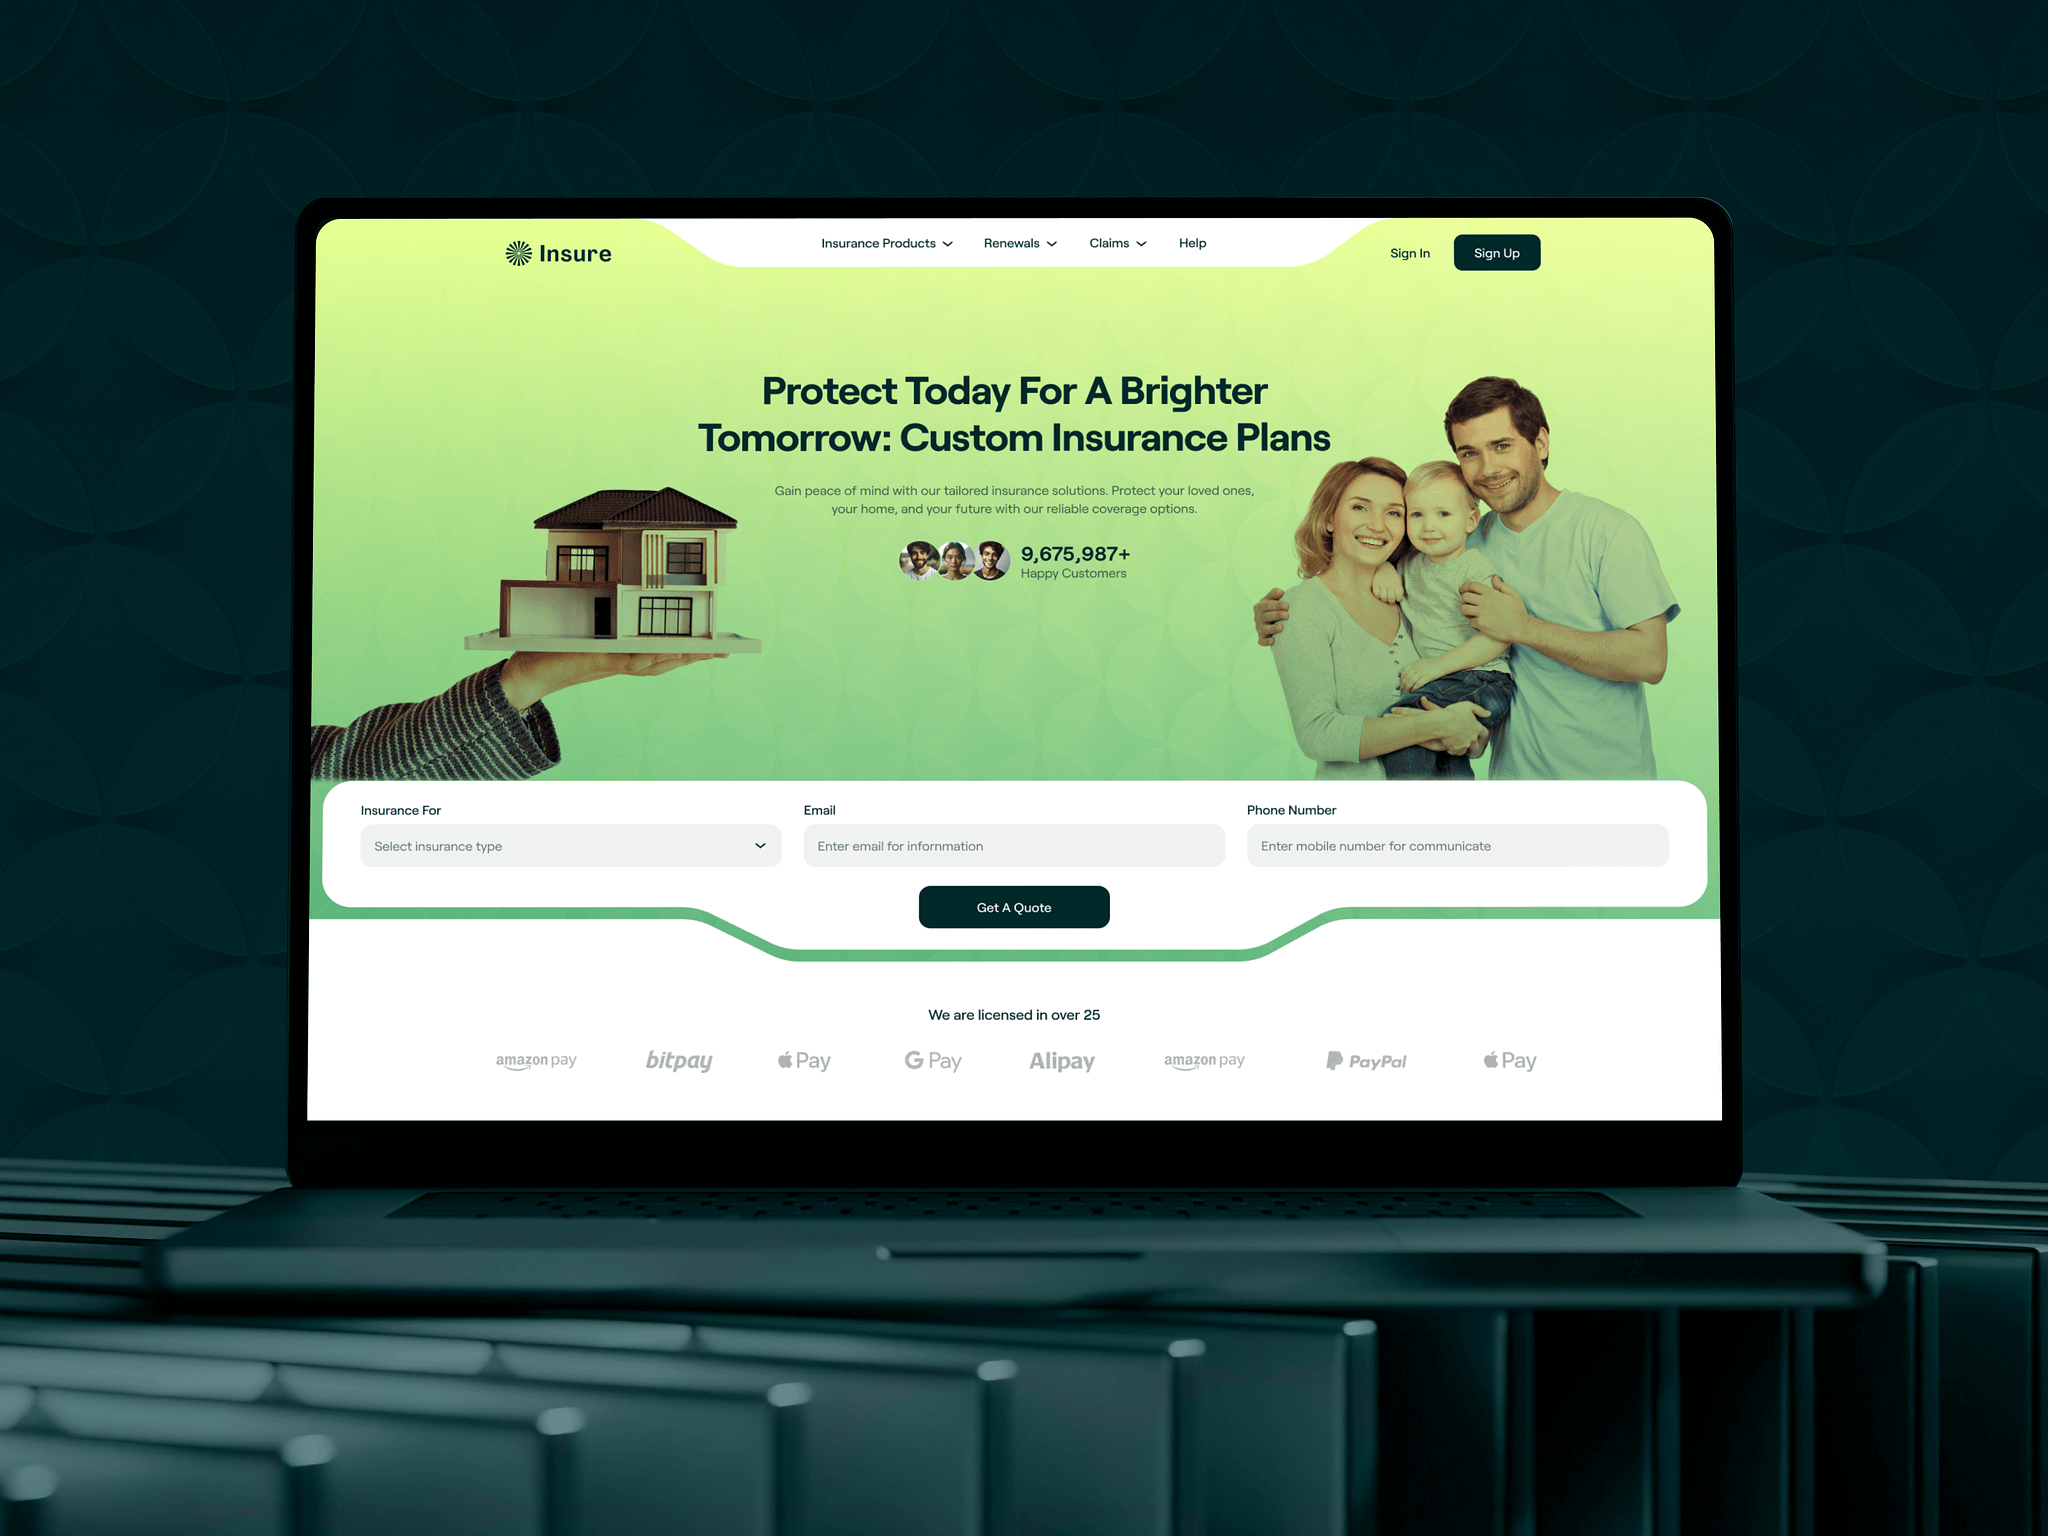 Insure
Insurance Products
Renewals
Claims
Help
Sign In
Sign Up
Protect Today For A Brighter
Tomorrow: Custom Insurance Plans
Gain peace of mind with our tailored insurance solutions. Protect your loved ones,
your home, and your future with our reliable coverage options.
9,675,987+
Happy Customers
Insurance For
Select insurance type
Email
Enter email for infornmation
Phone Number
Enter mobile number for communicate
Get A Quote
We are licensed in over 25
amazon pay
bitpay
Pay
G Pay
Alipay
amazon pay
PayPal
Pay